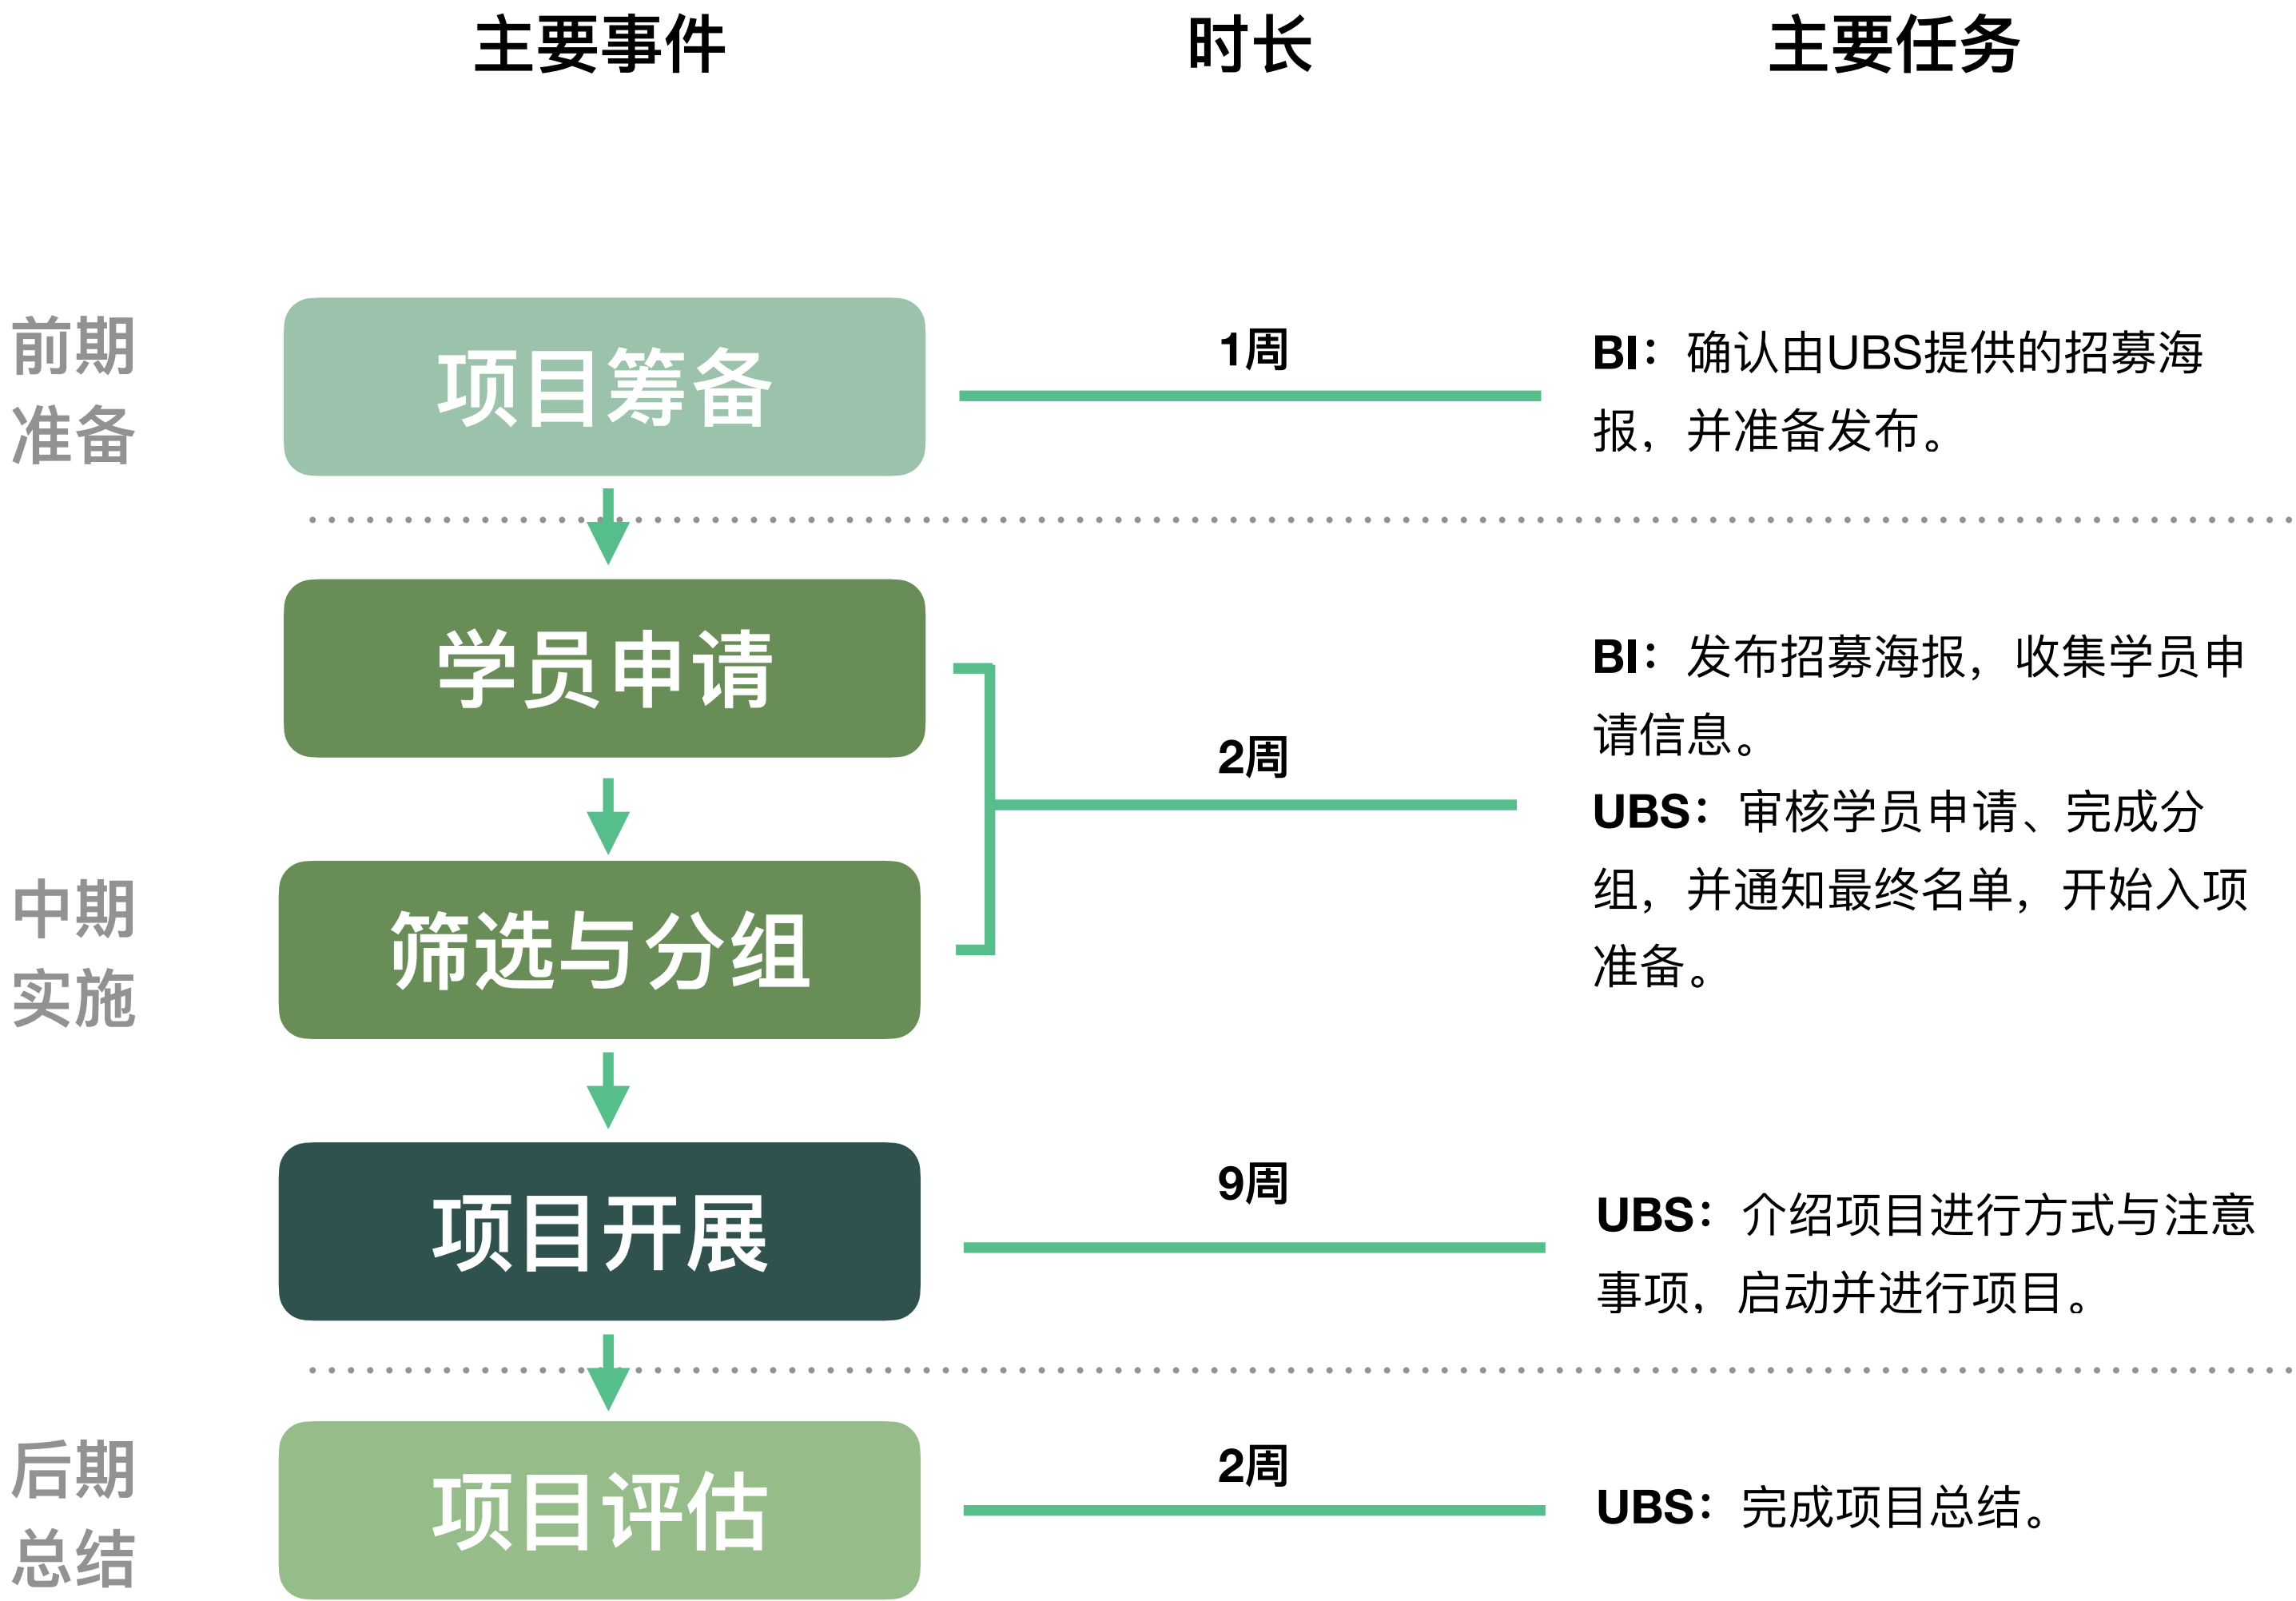 主要事件 时长 主要任务
前期
准备
项目筹备
1周
BI：确认由UBS提供的招募海
报，并准备发布。
中期
实施
学员申请
筛选与分组
2周
BI：发布招募海报，收集学员申
请信息。
UBS：审核学员申请、完成分
组，并通知最终名单，开始入项
准备。
项目开展
9周
UBS：介绍项目进行方式与注意
事项，启动并进行项目。
后期
总结
项目评估
2周
UBS：完成项目总结。